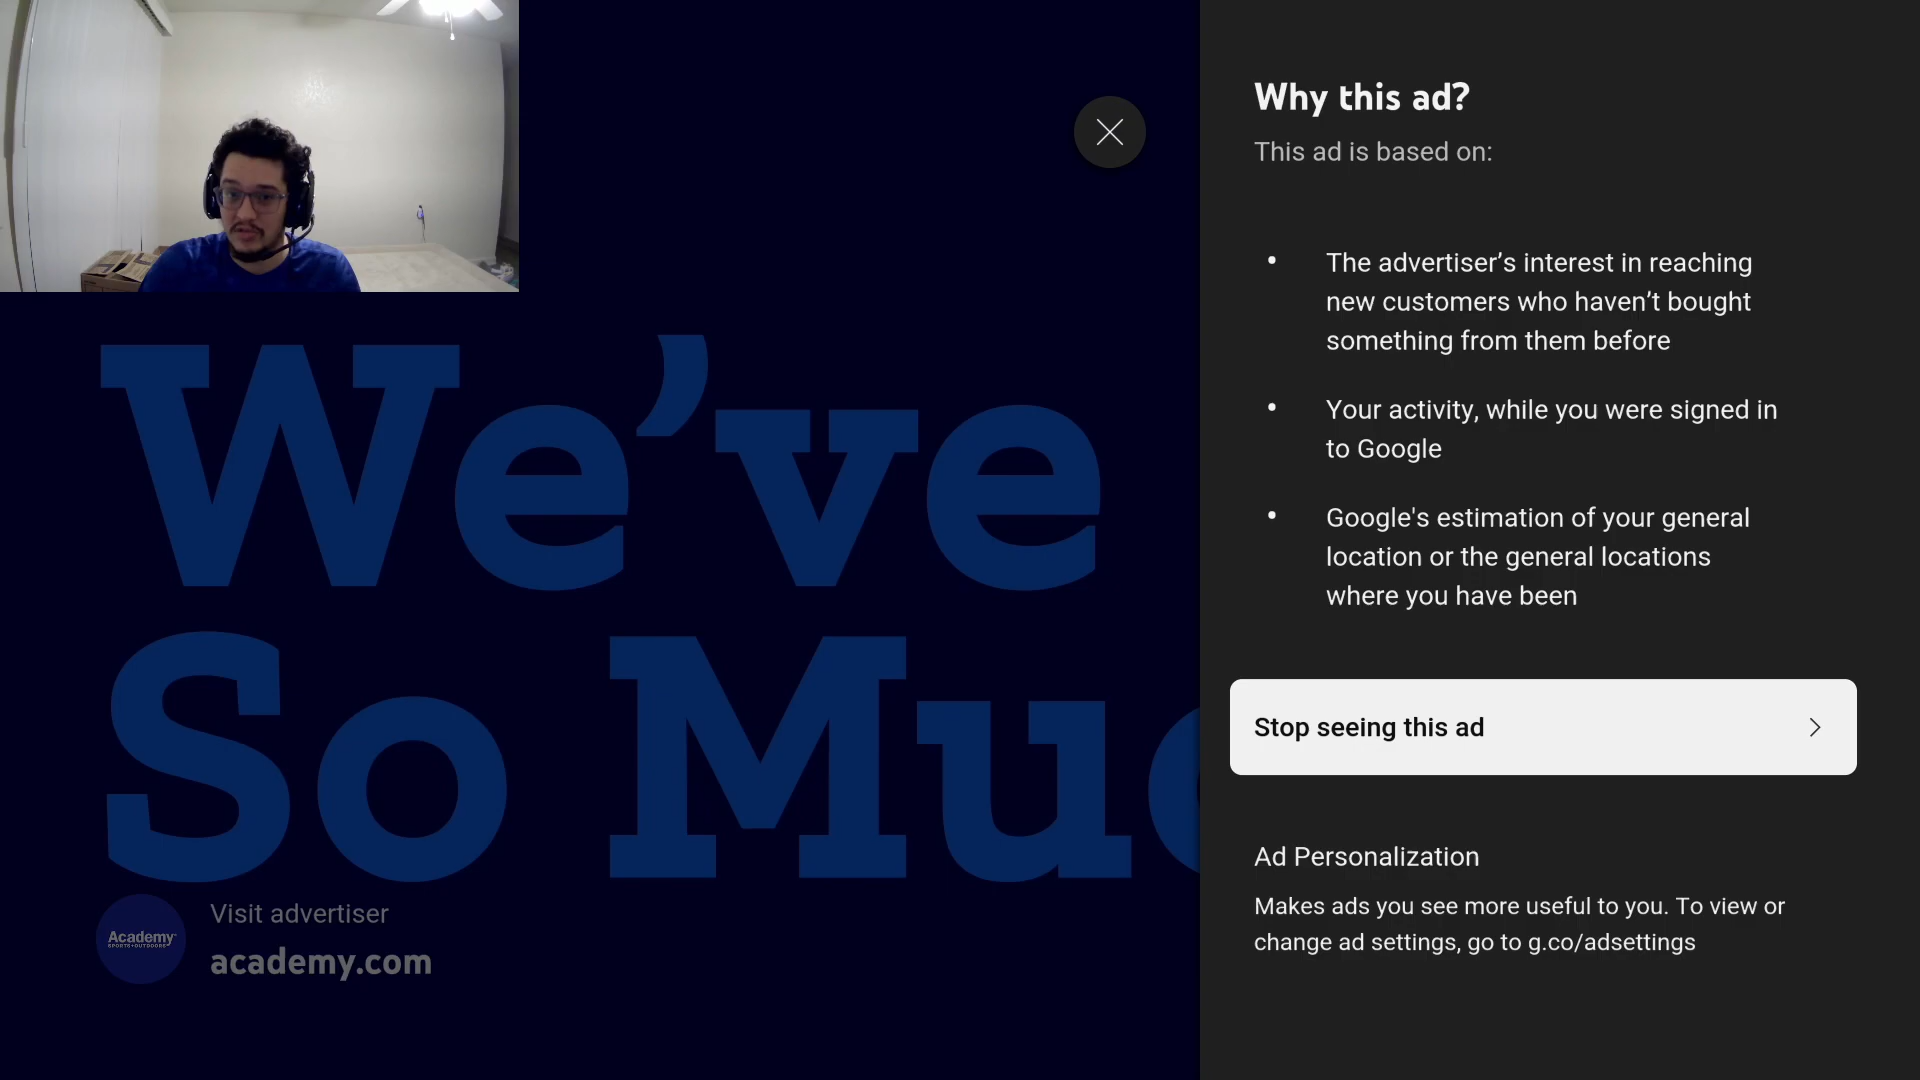 We’ve
So Muc
Academy
SPORTS+OUTDOORS
Visit advertiser
academy.com
Why this ad?
This ad is based on:
• The advertiser’s interest in reaching
new customers who haven’t bought
something from them before
• Your activity, while you were signed in
to Google
• Google's estimation of your general
location or the general locations
where you have been
Stop seeing this ad
Ad Personalization
Makes ads you see more useful to you. To view or
change ad settings, go to g.co/adsettings